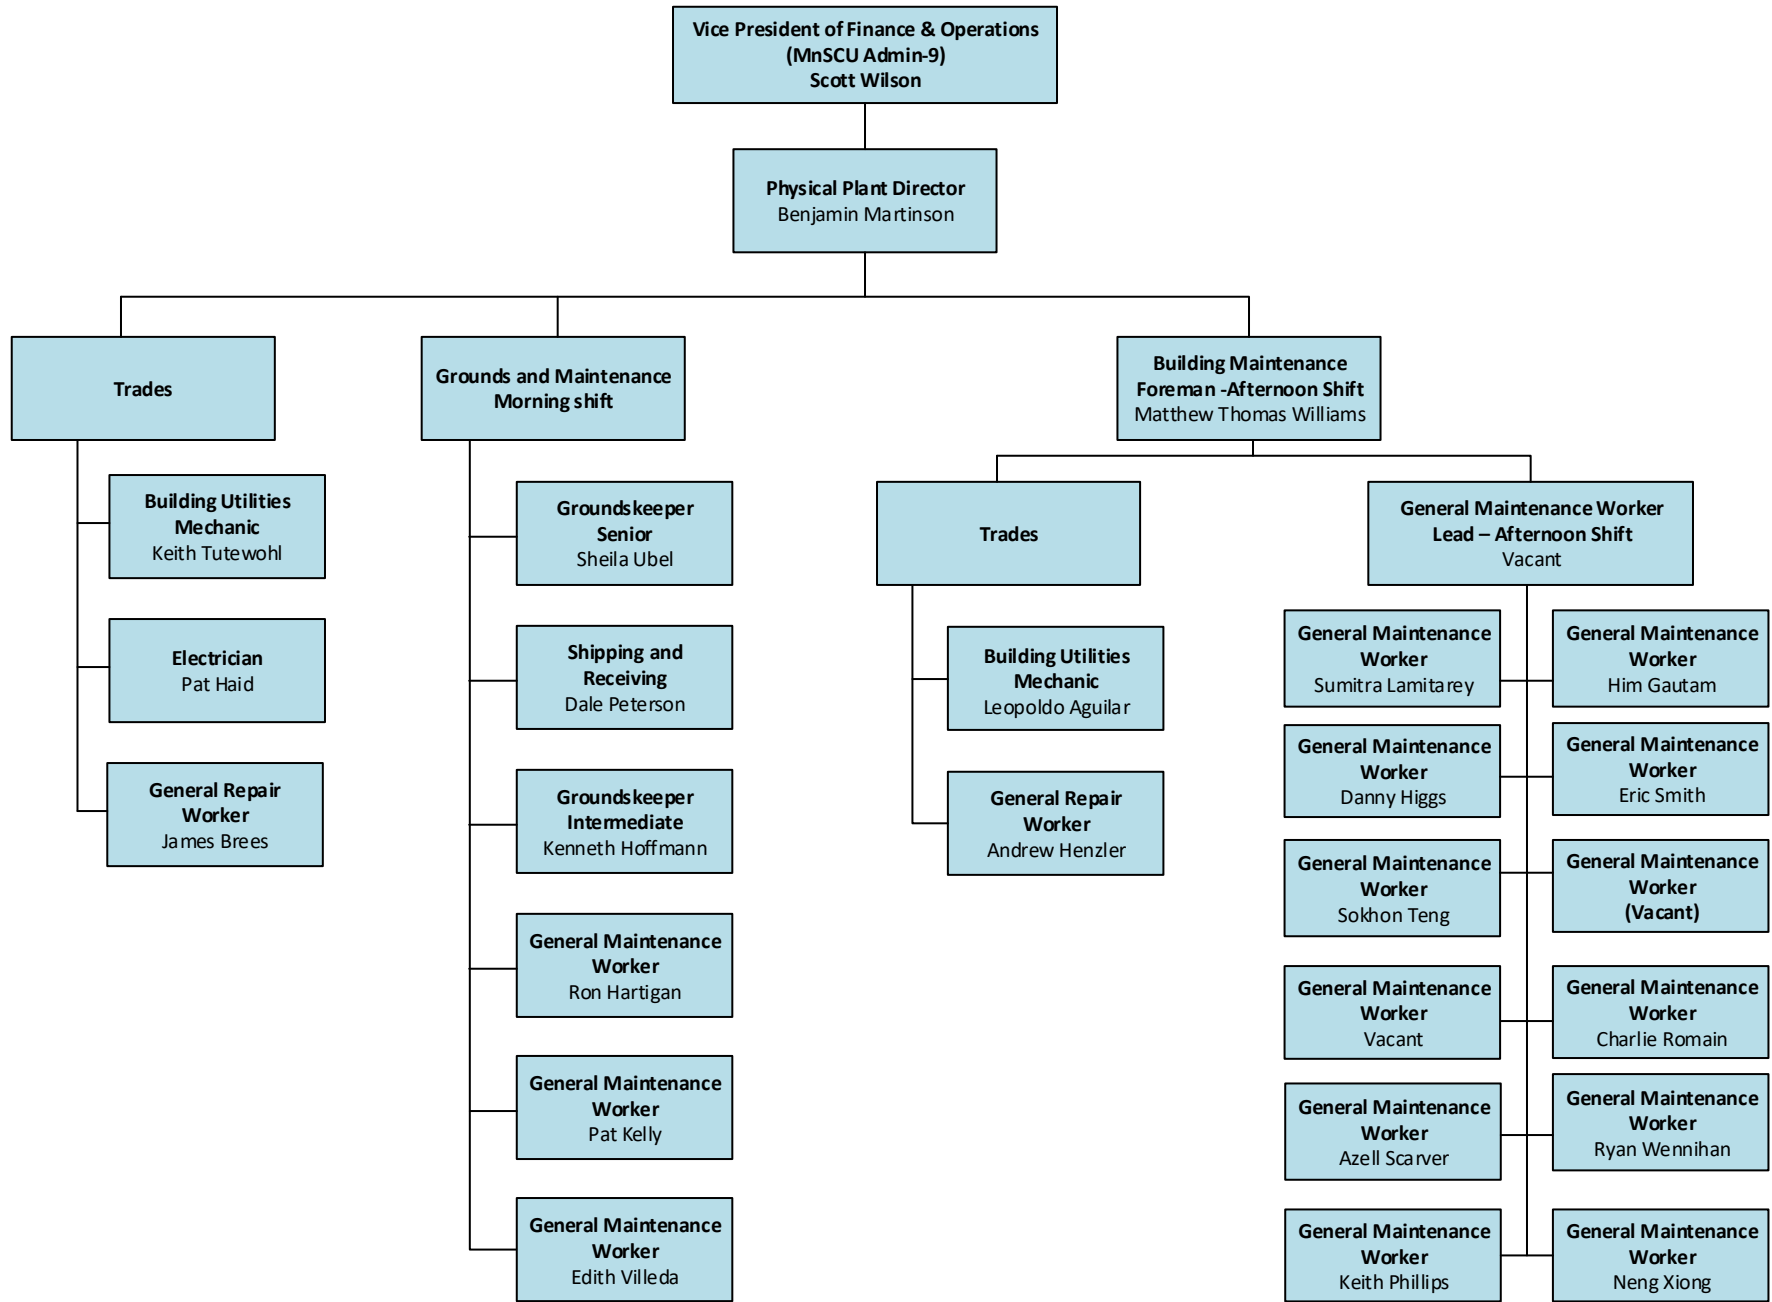 Vice President of Finance & Operations
(MnSCU Admin-9)
Scott Wilson
Physical Plant Director
Benjamin Martinson
Trades
Grounds and Maintenance
Morning shift
Building Maintenance
Foreman -Afternoon Shift
Matthew Thomas Williams
Building Utilities
Mechanic
Keith Tutewohl
Electrician
Pat Haid
General Repair
Worker
James Brees
Groundskeeper
Senior
Sheila Ubel
Shipping and
Receiving
Dale Peterson
Groundskeeper
Intermediate
Kenneth Hoffmann
General Maintenance
Worker
Ron Hartigan
General Maintenance
Worker
Pat Kelly
General Maintenance
Worker
Edith Villeda
Trades
Building Utilities
Mechanic
Leopoldo Aguilar
General Repair
Worker
Andrew Henzler
General Maintenance Worker
Lead – Afternoon Shift
Vacant
General Maintenance
Worker
Sumitra Lamitarey
General Maintenance
Worker
Him Gautam
General Maintenance
Worker
Danny Higgs
General Maintenance
Worker
Eric Smith
General Maintenance
Worker
Sokhon Teng
General Maintenance
Worker
(Vacant)
General Maintenance
Worker
Vacant
General Maintenance
Worker
Charlie Romain
General Maintenance
Worker
Azell Scarver
General Maintenance
Worker
Ryan Wennihan
General Maintenance
Worker
Keith Phillips
General Maintenance
Worker
Neng Xiong